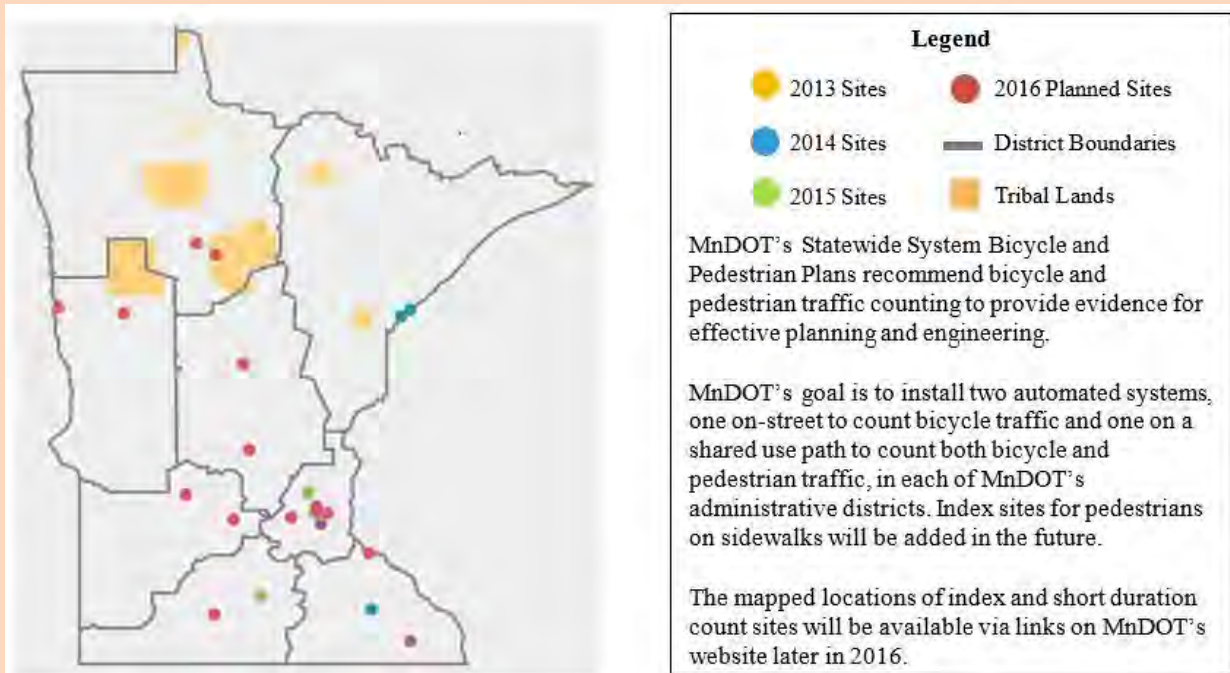 Legend
2013 Sites
2016 Planned Sites
2014 Sites
District Boundaries
2015 Sites
Tribal Lands
MnDOT's Statewide System Bicycle and
Pedestrian Plans recommend bicycle and
pedestrian traffic counting to provide evidence for
effective planning and engineering.
MnDOT's goal is to install two automated systems,
one on-street to count bicycle traffic and one on a
shared use path to count both bicycle and
pedestrian traffic, in each of MnDOT's
administrative districts. Index sites for pedestrians
on sidewalks will be added in the future.
The mapped locations of index and short duration
count sites will be available via links on MnDOT's
website later in 2016.